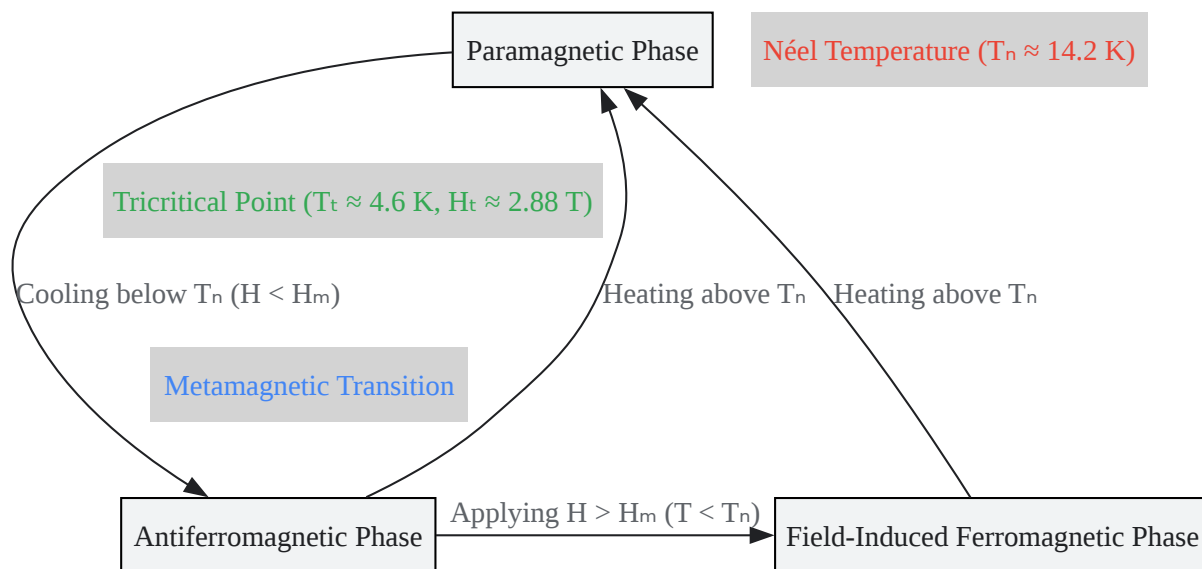 Paramagnetic Phase
Néel Temperature (Tₙ ≈ 14.2 K)
Tricritical Point (Tₜ ≈ 4.6 K, Hₜ ≈ 2.88 T)
Cooling below Tₙ (H < Hₘ)
Heating above Tₙ
Heating above Tₙ
Metamagnetic Transition
Antiferromagnetic Phase
Applying H > Hₘ (T < Tₙ)
Field-Induced Ferromagnetic Phase